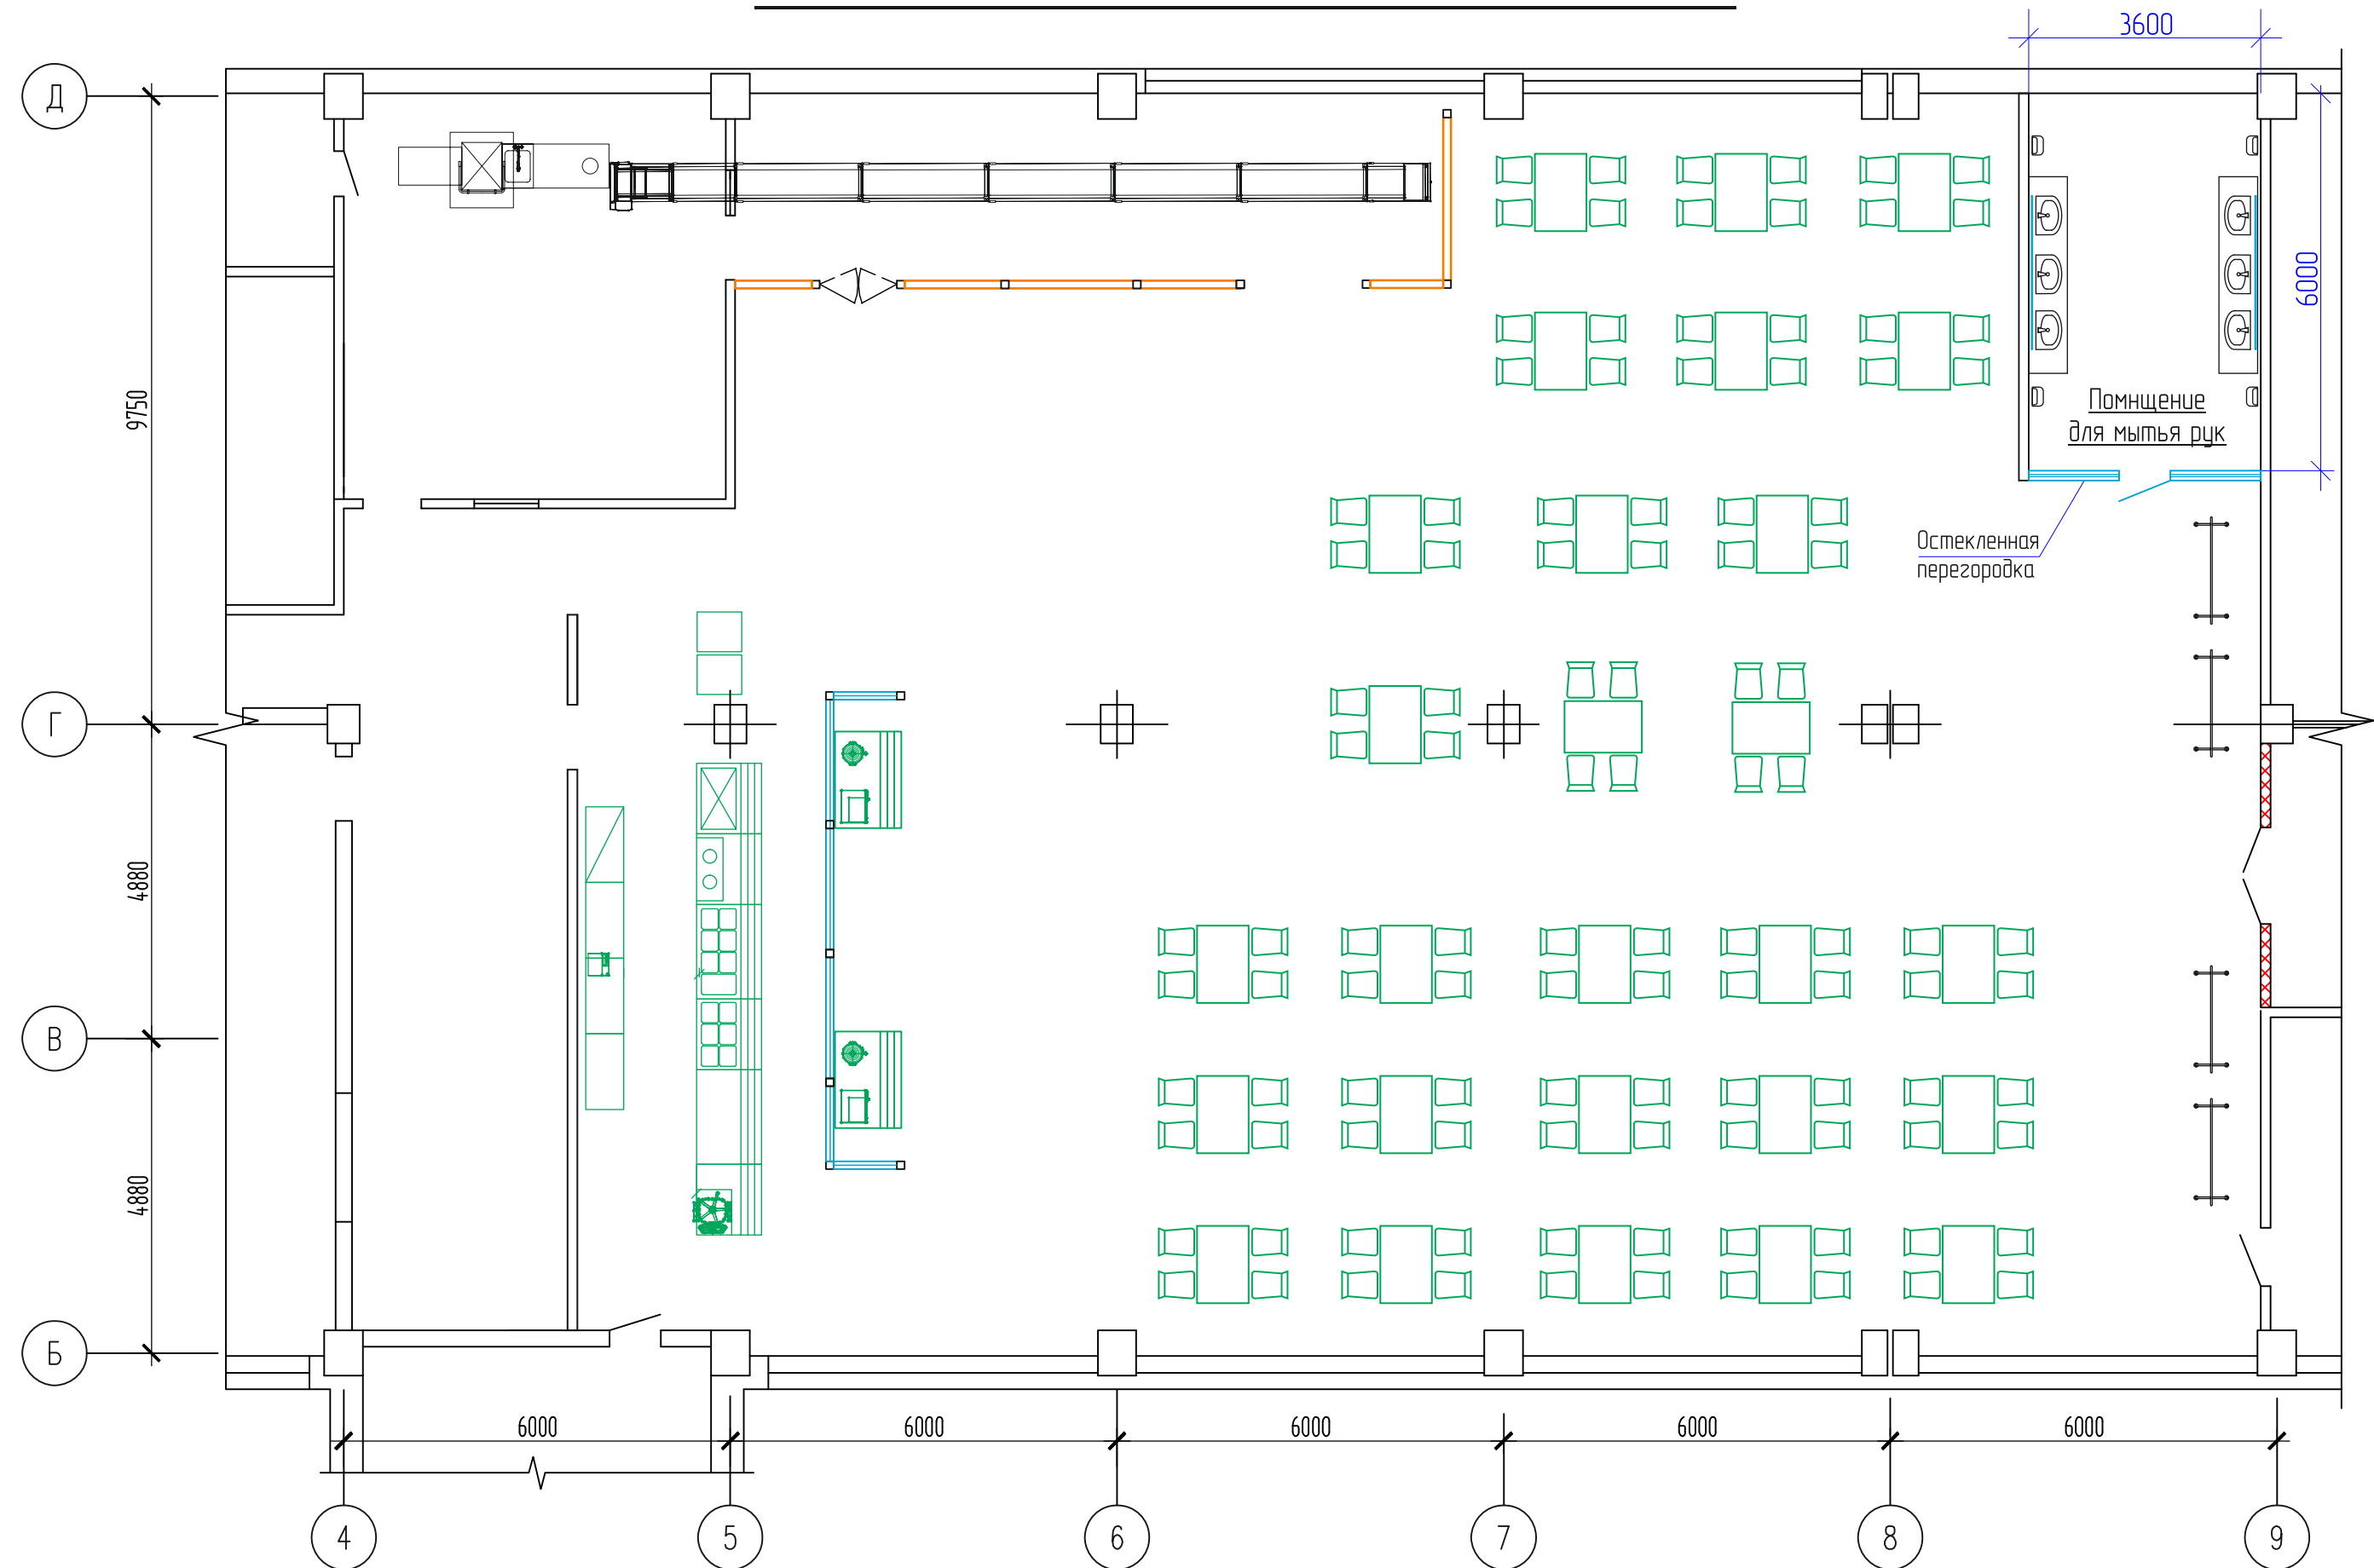 3600
Д
6000
9750
Помнщение
для мытья рук
Остекленная
перегородка
Г
4880
В
4880
Б
6000
6000
6000
6000
6000
4
5
6
7
8
9